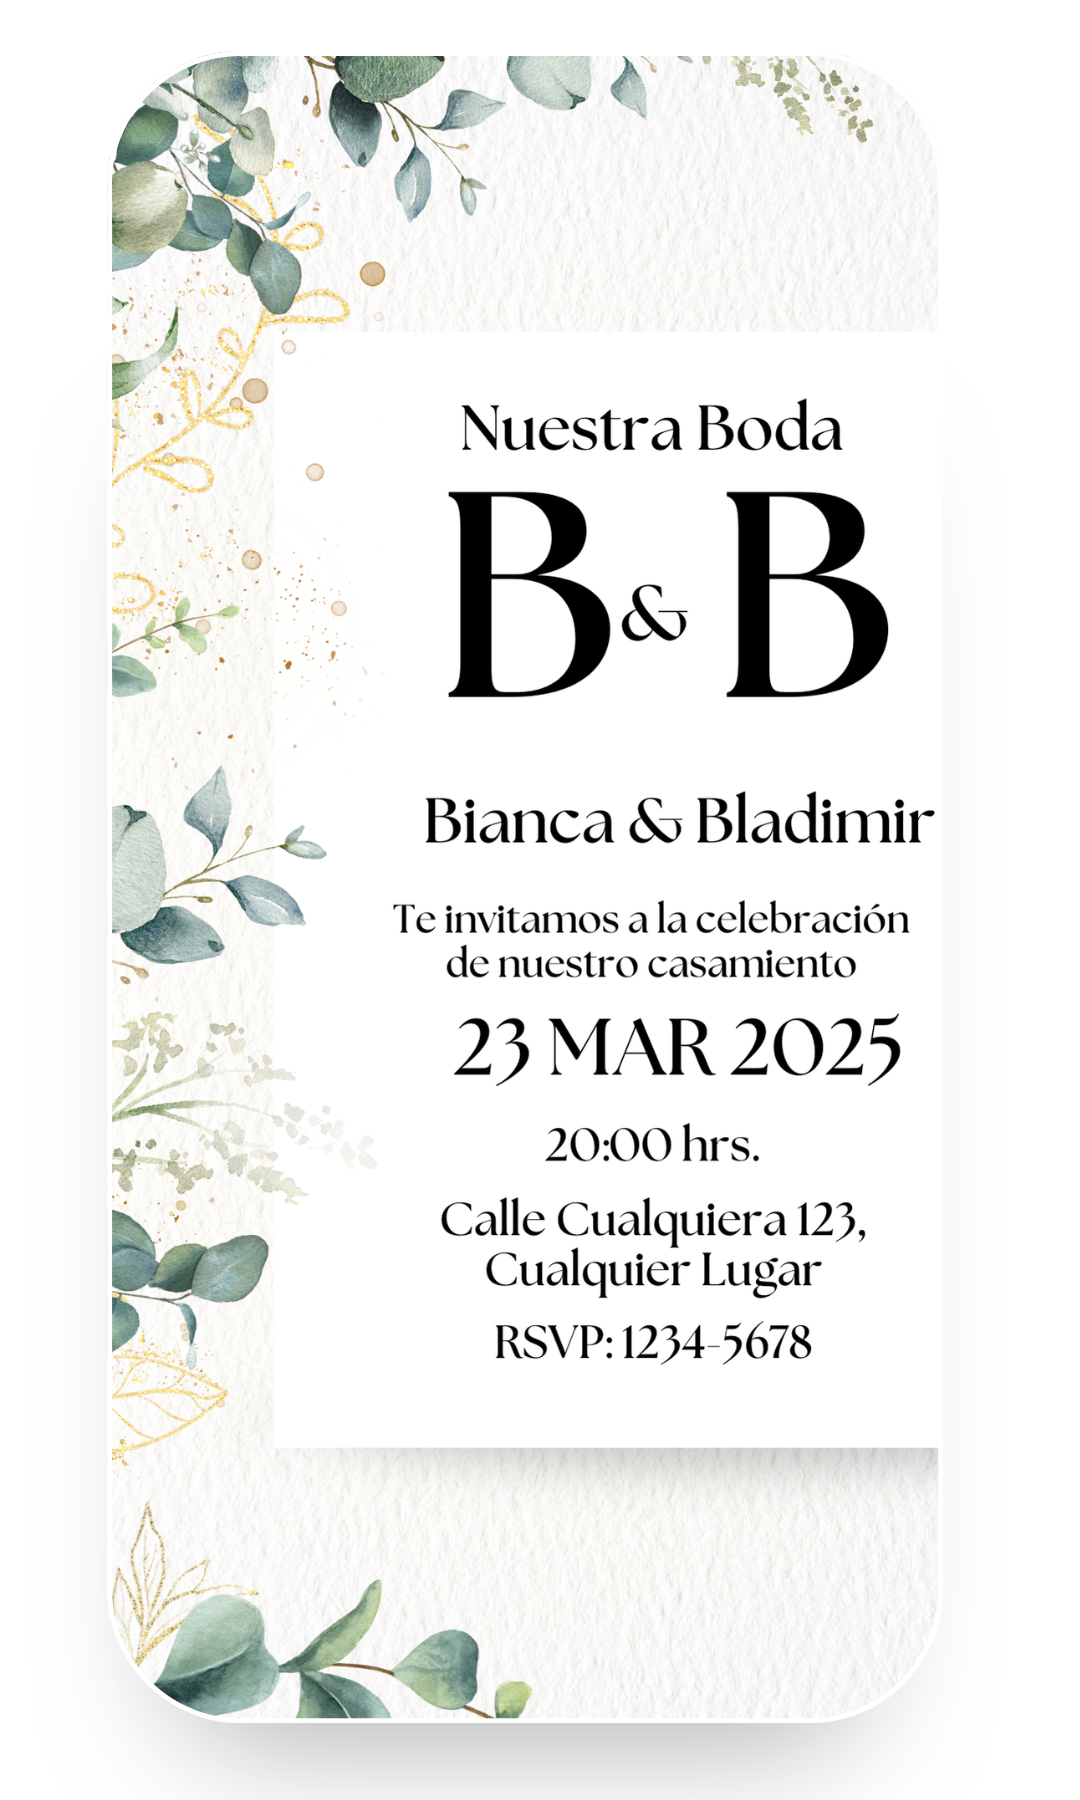 Nuestra Boda
B & B
Bianca & Bladimir
Te invitamos a la celebración
de nuestro casamiento
23 MAR 2025
20:00 hrs.
Calle Cualquiera 123,
Cualquier Lugar
RSVP: 1234-5678